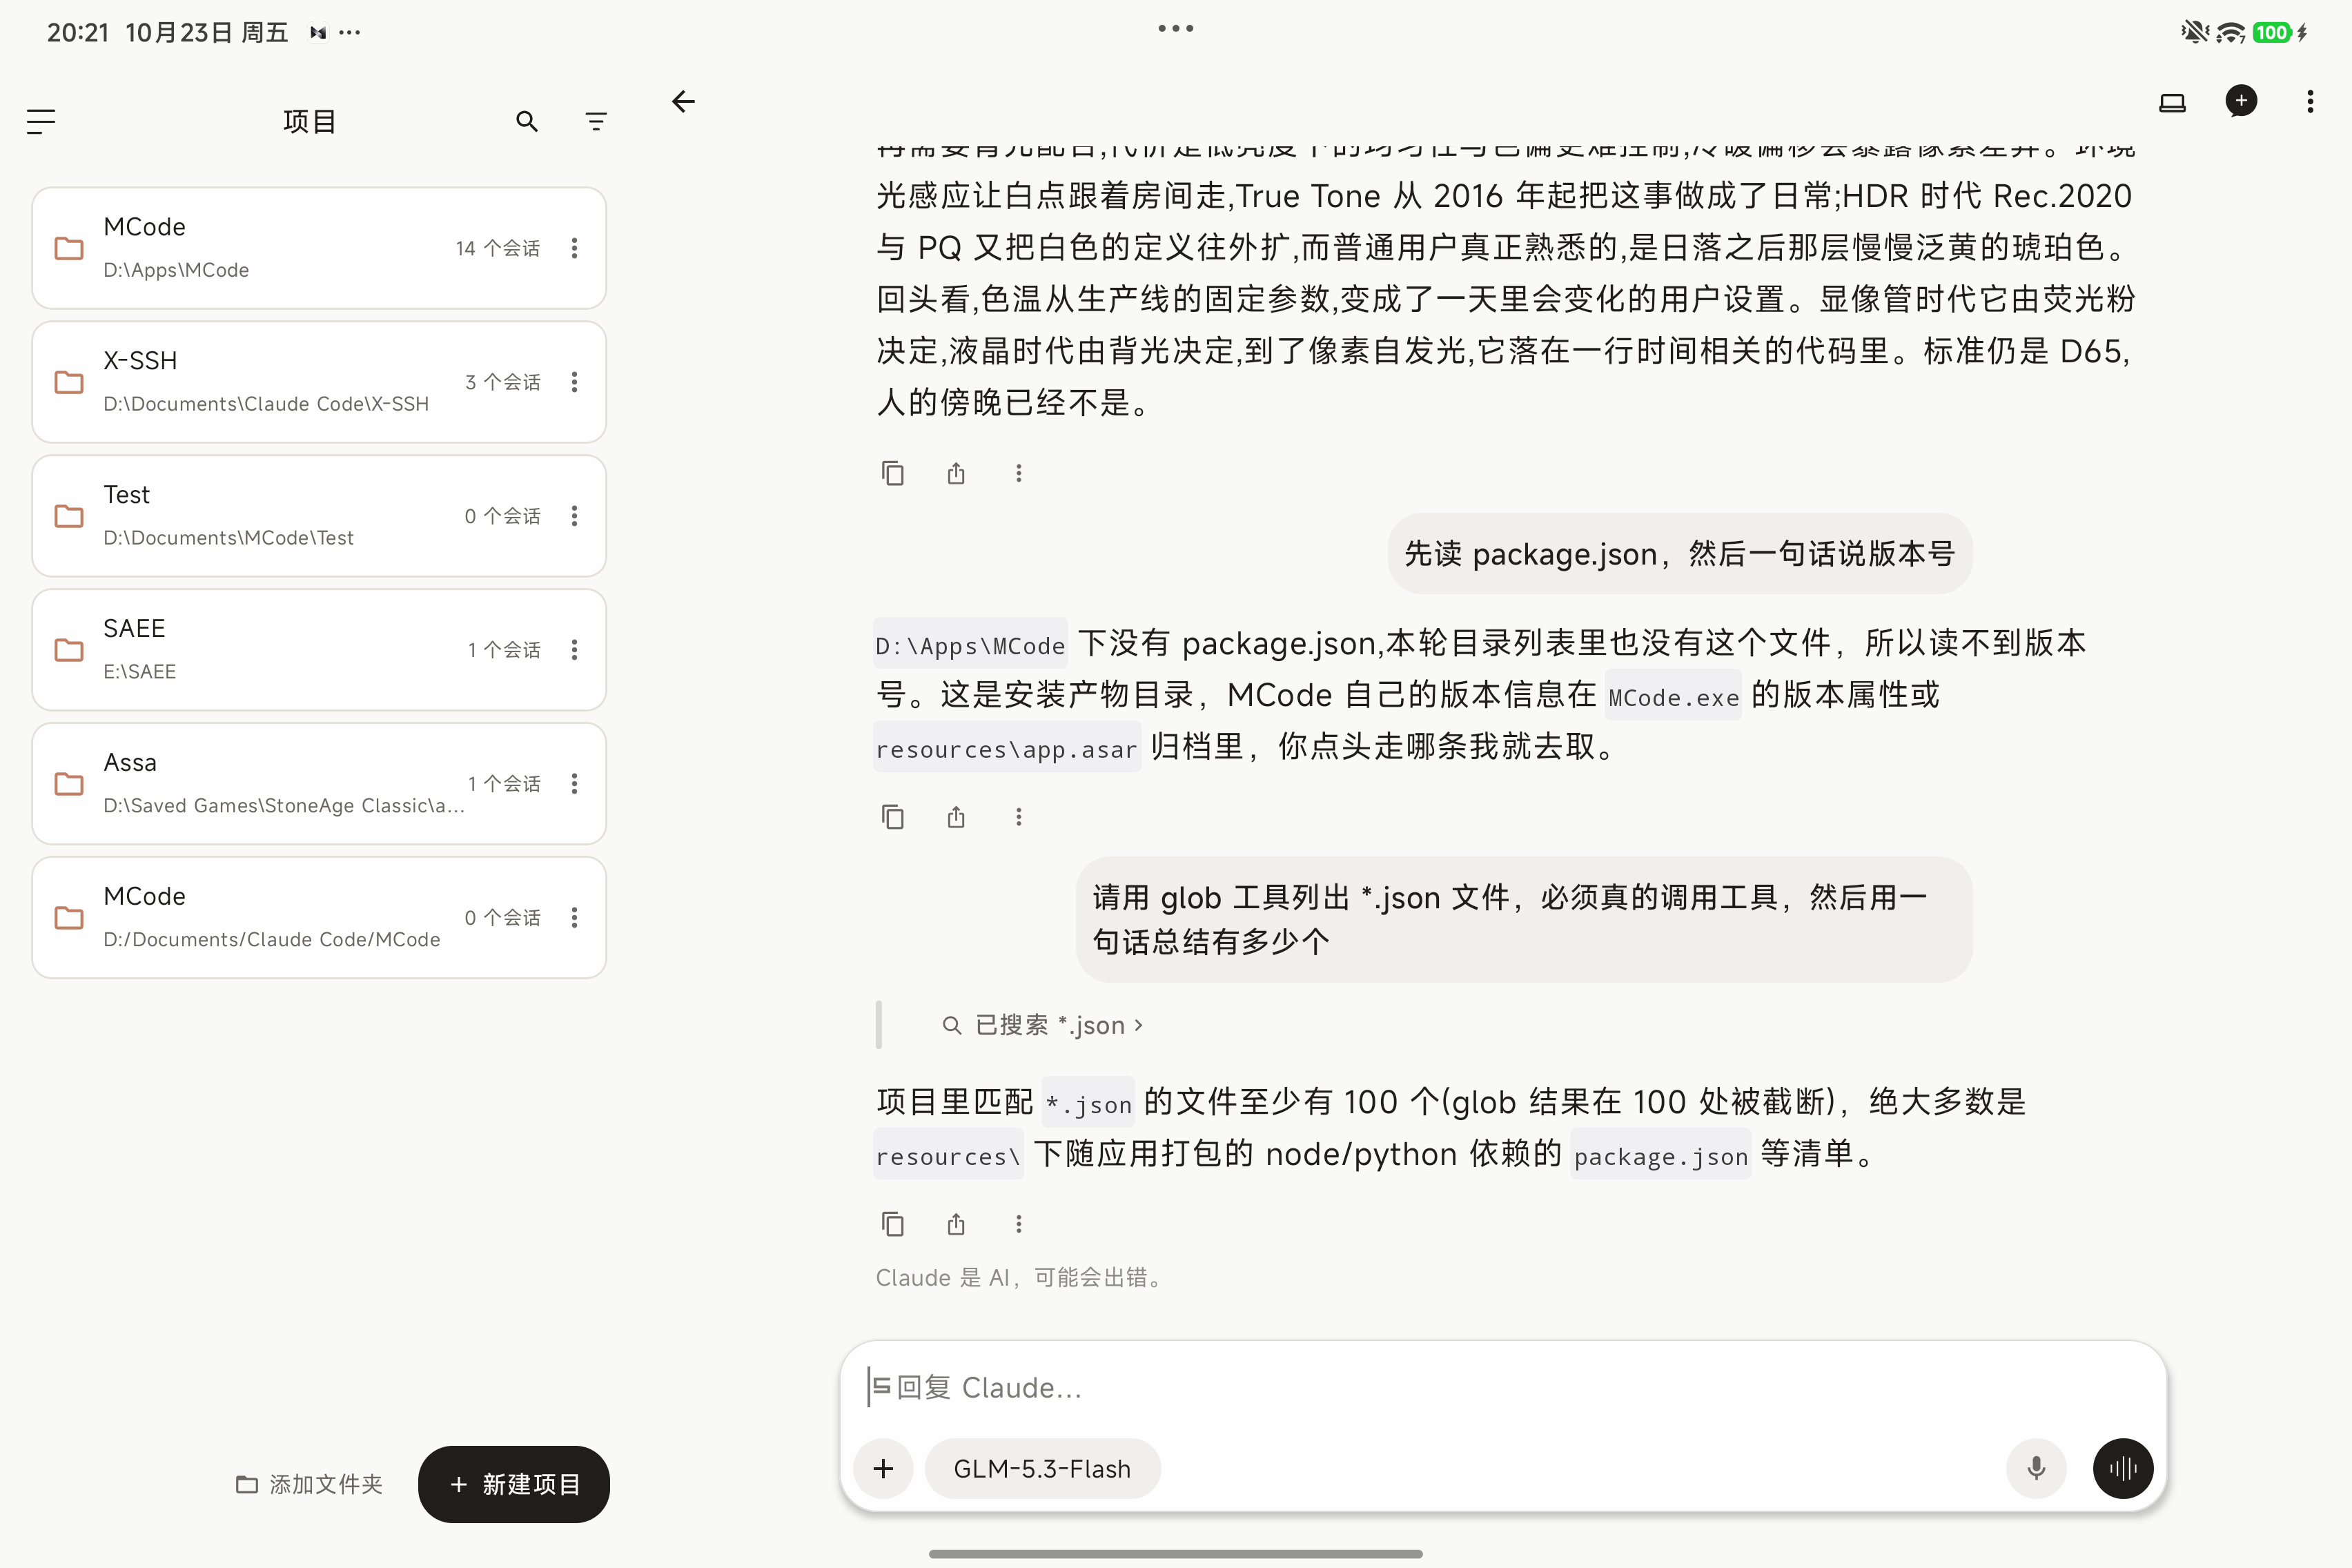 20:21 10月23日 周五
100
项目
MCode
D:\Apps\MCode
14 个会话
X-SSH
D:\Documents\Claude Code\X-SSH
3 个会话
Test
D:\Documents\MCode\Test
0 个会话
SAEE
E:\SAEE
1 个会话
Assa
D:\Saved Games\StoneAge Classic\a...
1 个会话
MCode
D:/Documents/Claude Code/MCode
0 个会话
添加文件夹
+ 新建项目
光感应让白点跟着房间走,True Tone 从 2016 年起把这事做成了日常;HDR 时代 Rec.2020
与 PQ 又把白色的定义往外扩,而普通用户真正熟悉的,是日落之后那层慢慢泛黄的琥珀色。
回头看,色温从生产线的固定参数,变成了一天里会变化的用户设置。显像管时代它由荧光粉
决定,液晶时代由背光决定,到了像素自发光,它落在一行时间相关的代码里。标准仍是 D65,
人的傍晚已经不是。
先读 package.json，然后一句话说版本号
D:\Apps\MCode 下没有 package.json,本轮目录列表里也没有这个文件，所以读不到版本
号。这是安装产物目录，MCode 自己的版本信息在 MCode.exe 的版本属性或
resources\app.asar 归档里，你点头走哪条我就去取。
请用 glob 工具列出 *.json 文件，必须真的调用工具，然后用一
句话总结有多少个
已搜索 *.json
项目里匹配 *.json 的文件至少有 100 个(glob 结果在 100 处被截断)，绝大多数是
resources\ 下随应用打包的 node/python 依赖的 package.json 等清单。
Claude 是 AI，可能会出错。
回复 Claude...
GLM-5.3-Flash